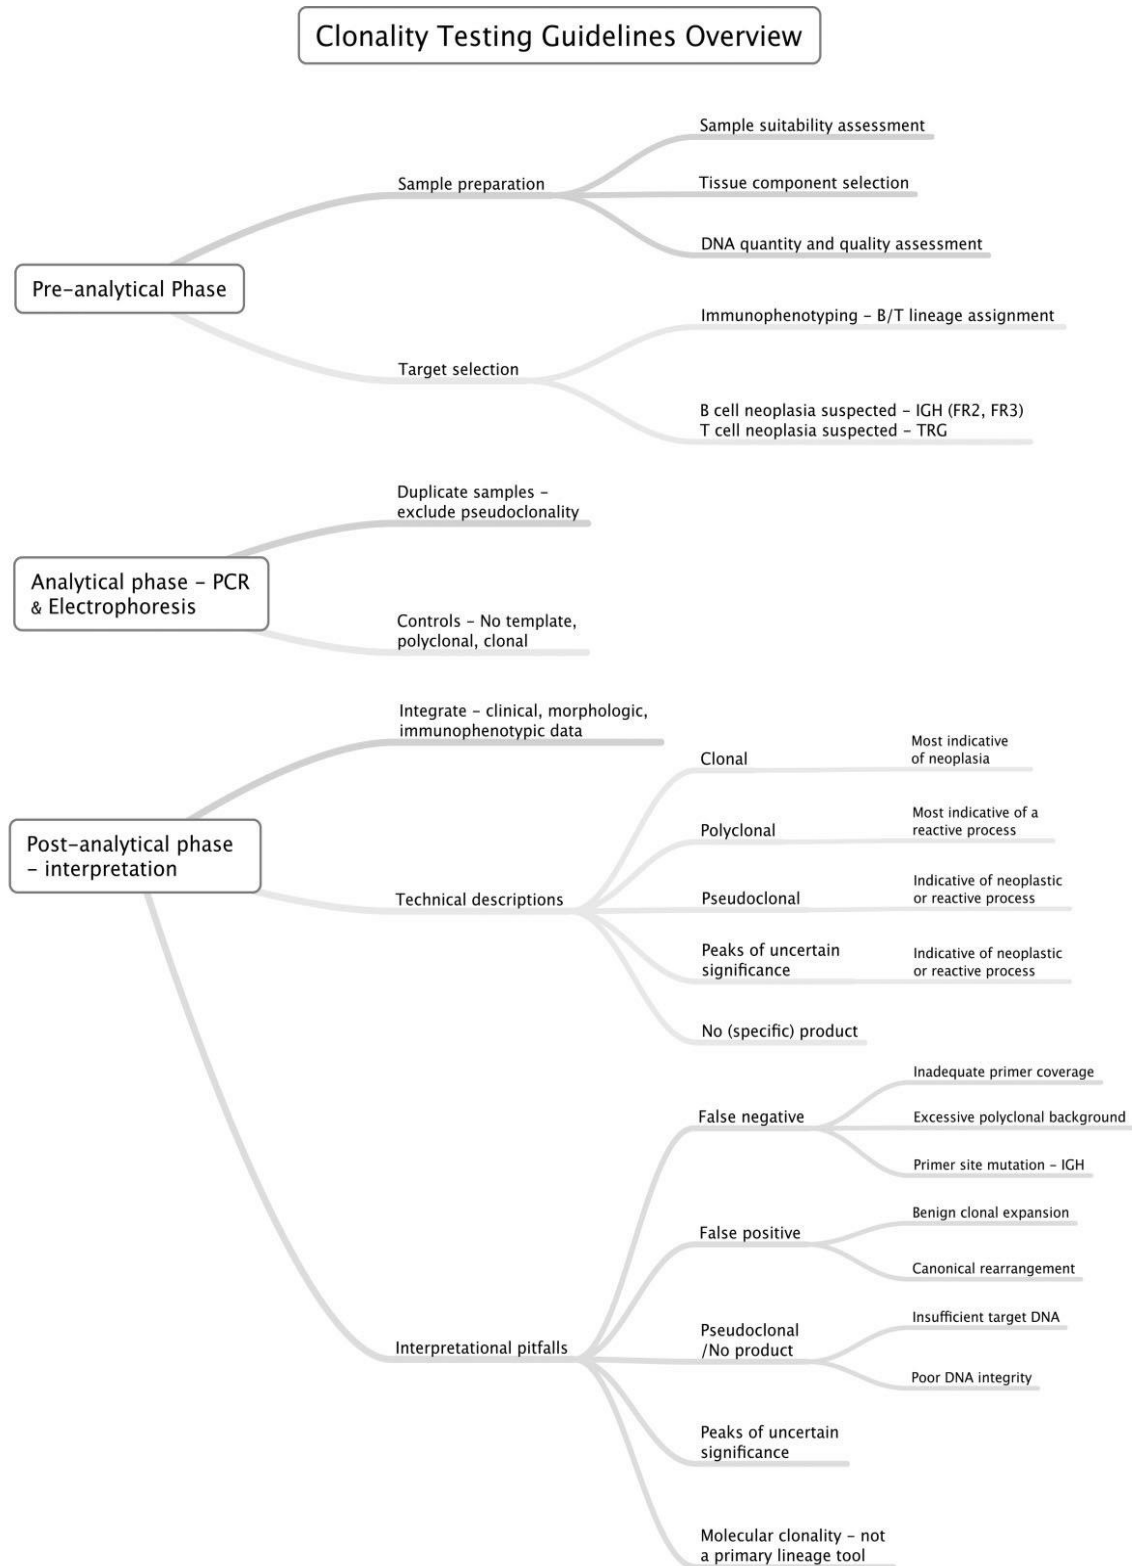 Clonality Testing Guidelines Overview
Pre-analytical Phase
Sample preparation
Sample suitability assessment
Tissue component selection
DNA quantity and quality assessment
Target selection
Immunophenotyping - B/T lineage assignment
B cell neoplasia suspected - IGH (FR2, FR3)
T cell neoplasia suspected - TRG
Analytical phase - PCR
& Electrophoresis
Duplicate samples -
exclude pseudoclonality
Controls - No template,
polyclonal, clonal
Post-analytical phase
- interpretation
Integrate - clinical, morphologic,
immunophenotypic data
Technical descriptions
Clonal
Most indicative
of neoplasia
Polyclonal
Most indicative of a
reactive process
Pseudoclonal
Indicative of neoplastic
or reactive process
Peaks of uncertain
significance
Indicative of neoplastic
or reactive process
No (specific) product
Interpretational pitfalls
False negative
Inadequate primer coverage
Excessive polyclonal background
Primer site mutation - IGH
False positive
Benign clonal expansion
Canonical rearrangement
Pseudoclonal
/No product
Insufficient target DNA
Poor DNA integrity
Peaks of uncertain
significance
Molecular clonality - not
a primary lineage tool